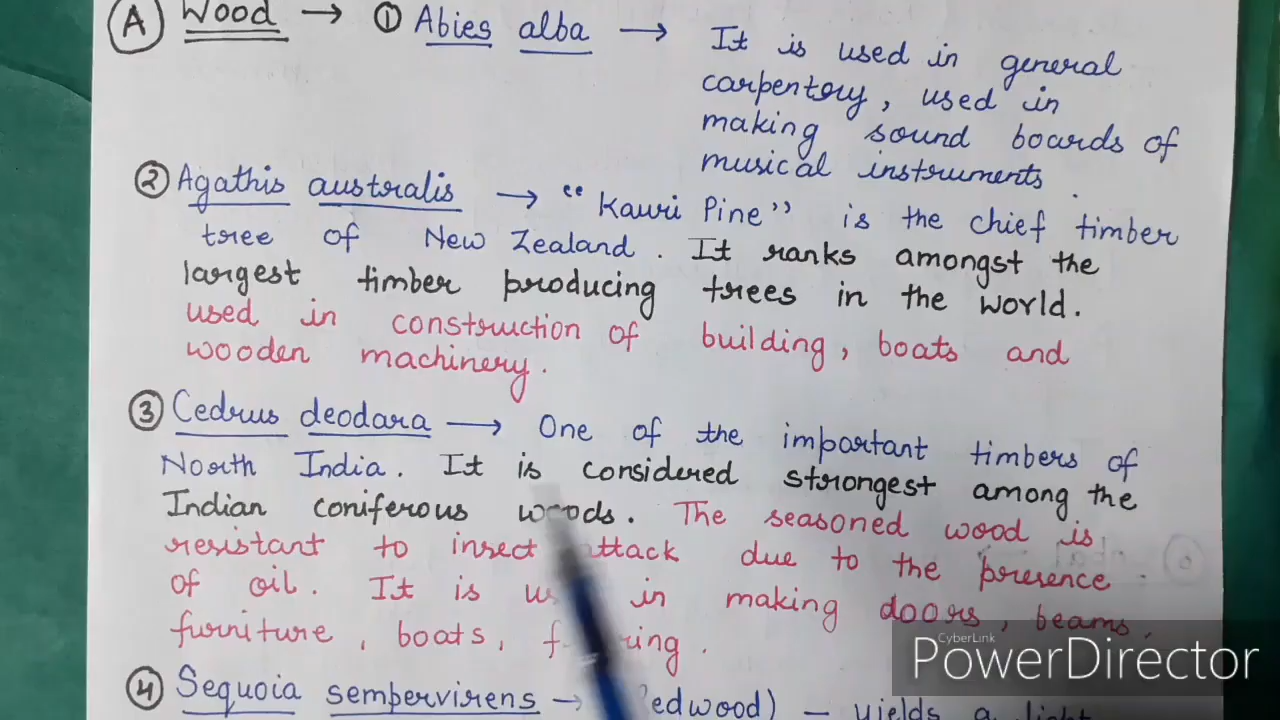 (A) Wood → ① Abies alba → It is used in general
carpentory, used in
making sound boards of
musical instruments.
② Agathis australis → "Kauri Pine" is the chief timber
tree of New Zealand. It ranks amongst the
largest timber producing trees in the world.
used in construction of building, boats and
wooden machinery.
③ Cedrus deodara → One of the important timbers of
North India. It is considered strongest among the
Indian coniferous woods. The seasoned wood is
resistant to insect attack due to the presence
of oil. It is in making doors, beams,
furniture, boats,
④ Sequoia sempervirens → edwood) - yields a light
CyberLink
PowerDirector